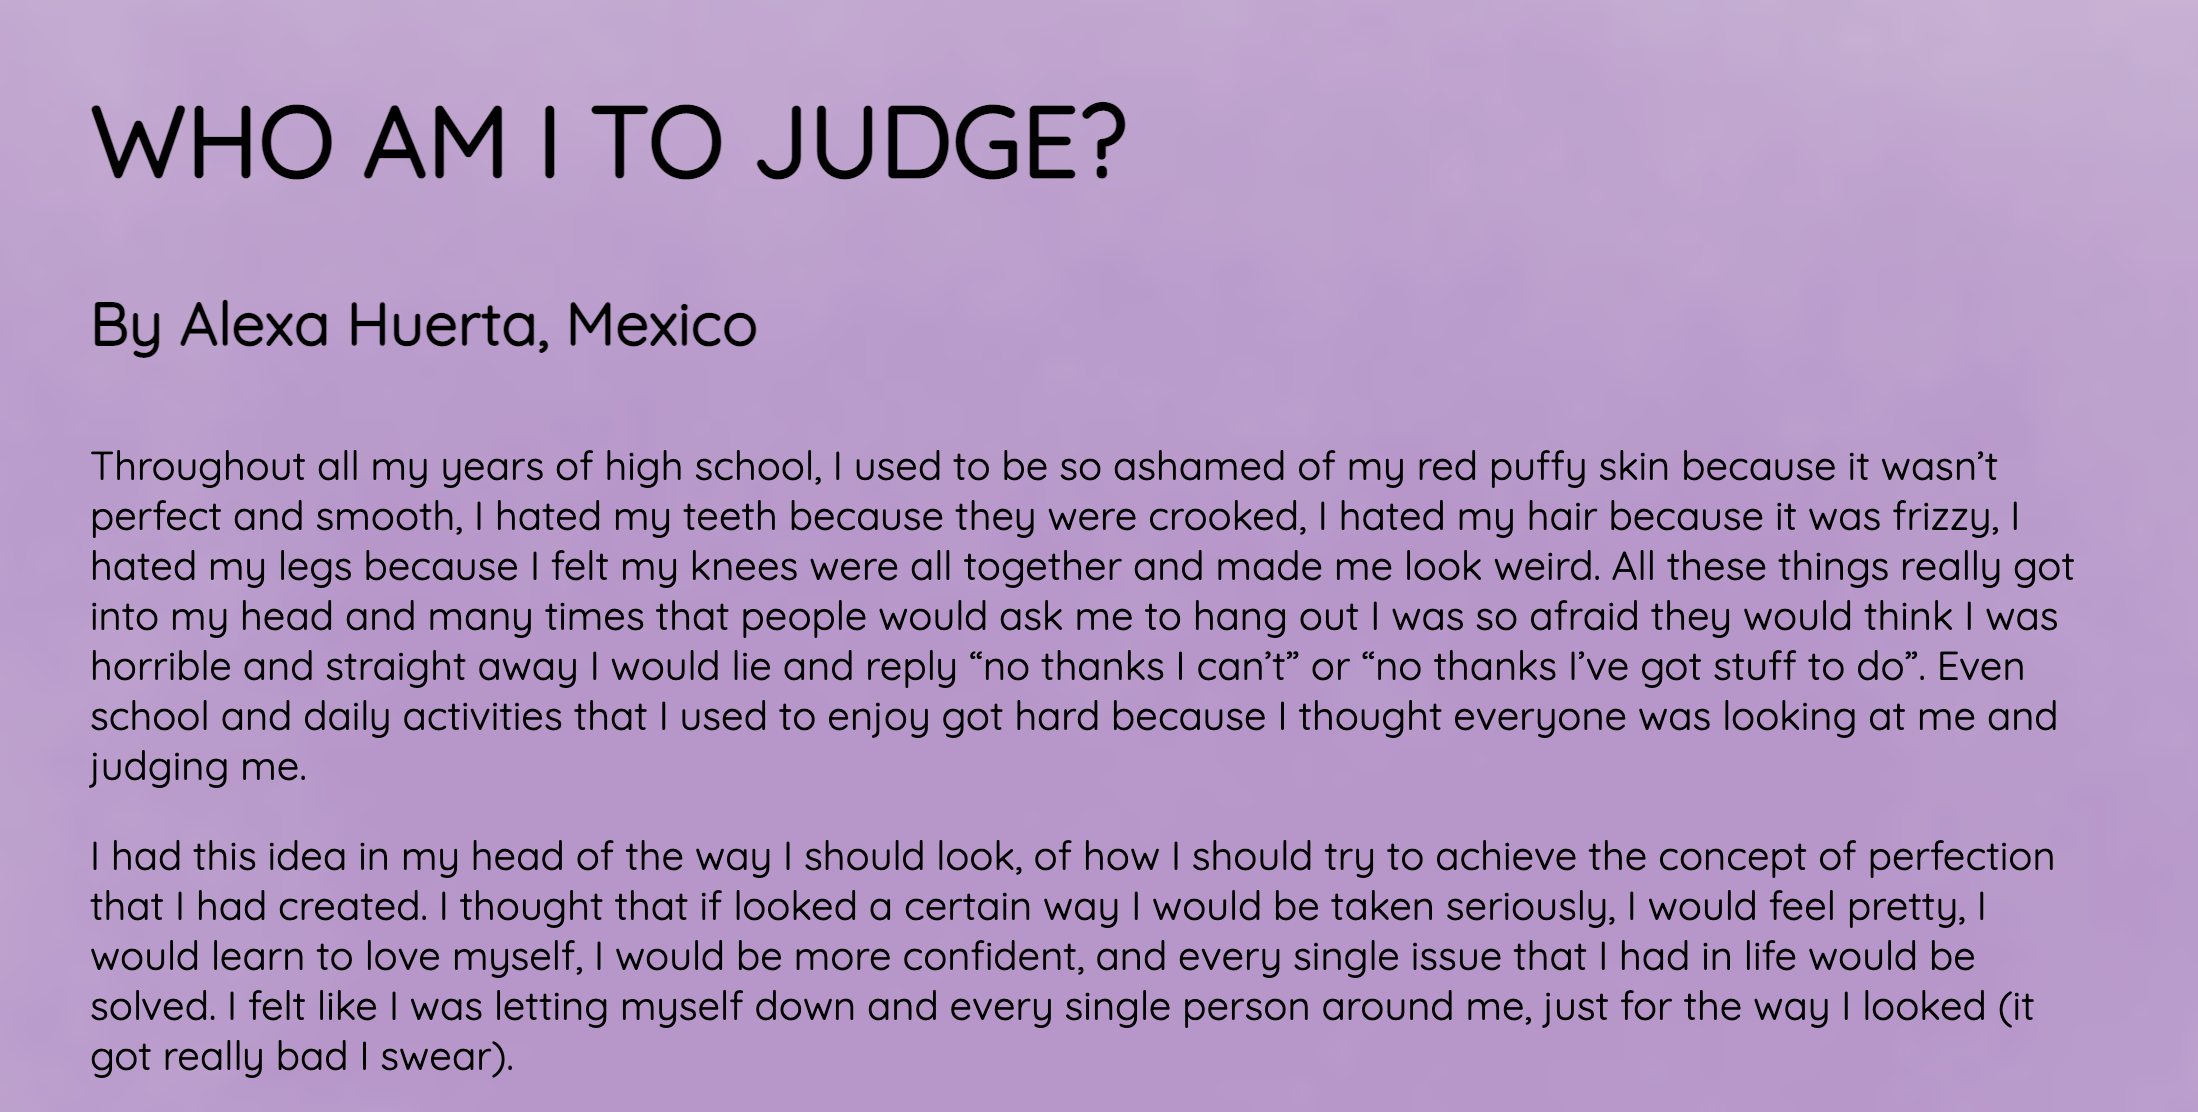 WHO AM I TO JUDGE?
By Alexa Huerta, Mexico
Throughout all my years of high school, I used to be so ashamed of my red puffy skin because it wasn’t
perfect and smooth, I hated my teeth because they were crooked, I hated my hair because it was frizzy, I
hated my legs because I felt my knees were all together and made me look weird. All these things really got
into my head and many times that people would ask me to hang out I was so afraid they would think I was
horrible and straight away I would lie and reply “no thanks I can’t” or “no thanks I’ve got stuff to do”. Even
school and daily activities that I used to enjoy got hard because I thought everyone was looking at me and
judging me.
I had this idea in my head of the way I should look, of how I should try to achieve the concept of perfection
that I had created. I thought that if looked a certain way I would be taken seriously, I would feel pretty, I
would learn to love myself, I would be more confident, and every single issue that I had in life would be
solved. I felt like I was letting myself down and every single person around me, just for the way I looked (it
got really bad I swear).